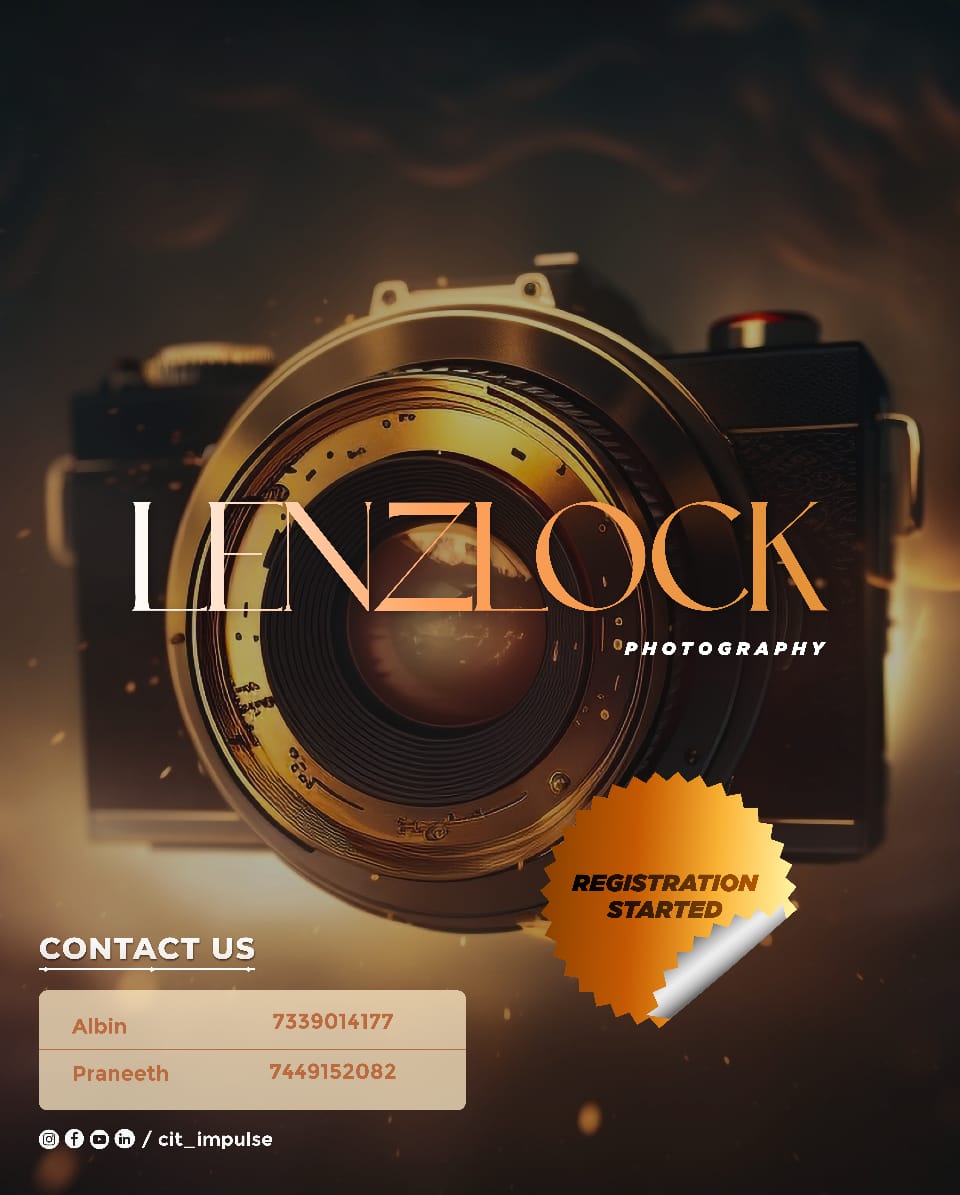 LENZLOCK
PHOTOGRAPHY
REGISTRATION
STARTED
CONTACT US
Albin 7339014177
Praneeth 7449152082
/ cit_impulse